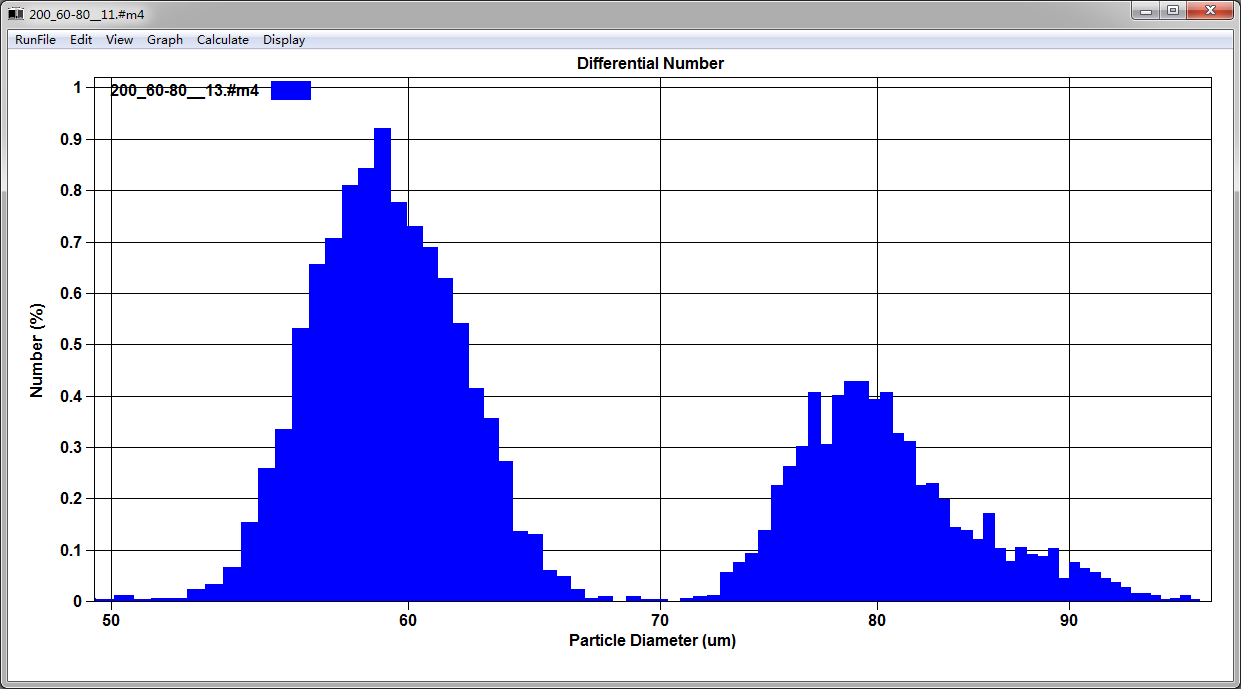 200_60-80__11.#m4
RunFile Edit View Graph Calculate Display
Differential Number
200_60-80__13.#m4
1
0.9
0.8
0.7
0.6
0.5
0.4
0.3
0.2
0.1
0
Number (%)
50 60 70 80 90
Particle Diameter (um)